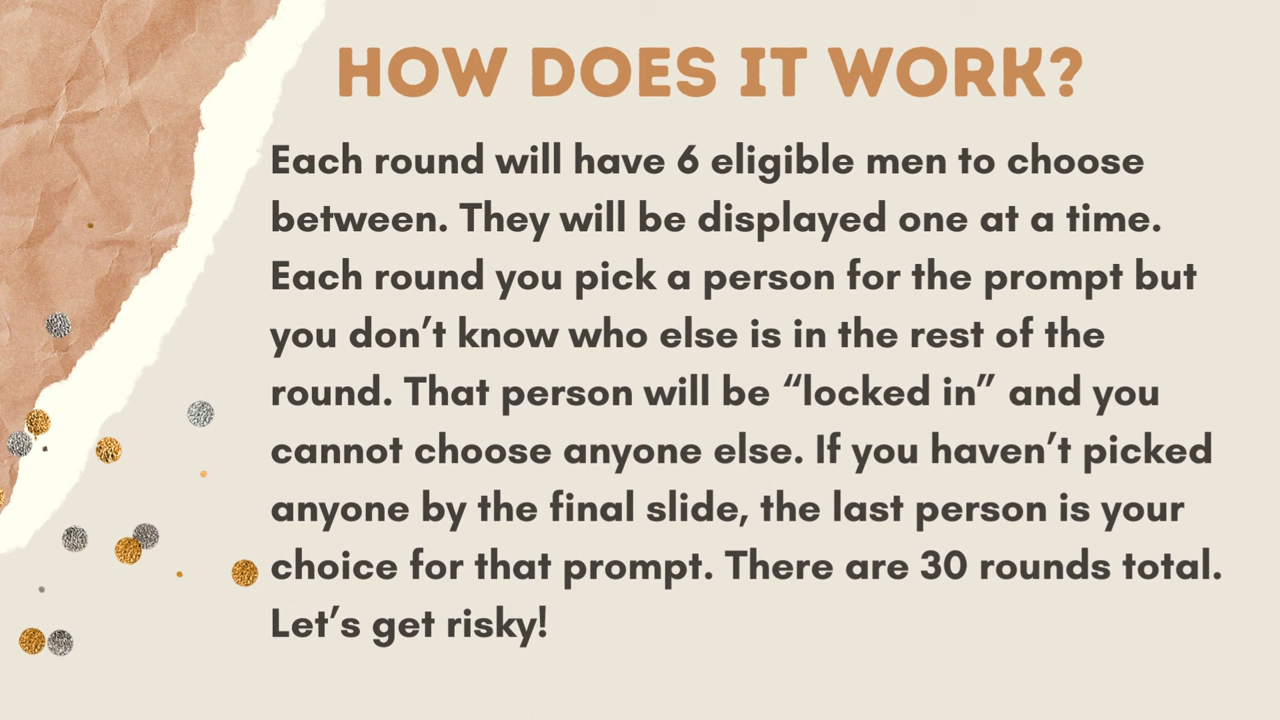 HOW DOES IT WORK?
Each round will have 6 eligible men to choose
between. They will be displayed one at a time.
Each round you pick a person for the prompt but
you don’t know who else is in the rest of the
round. That person will be “locked in” and you
cannot choose anyone else. If you haven’t picked
anyone by the final slide, the last person is your
choice for that prompt. There are 30 rounds total.
Let’s get risky!